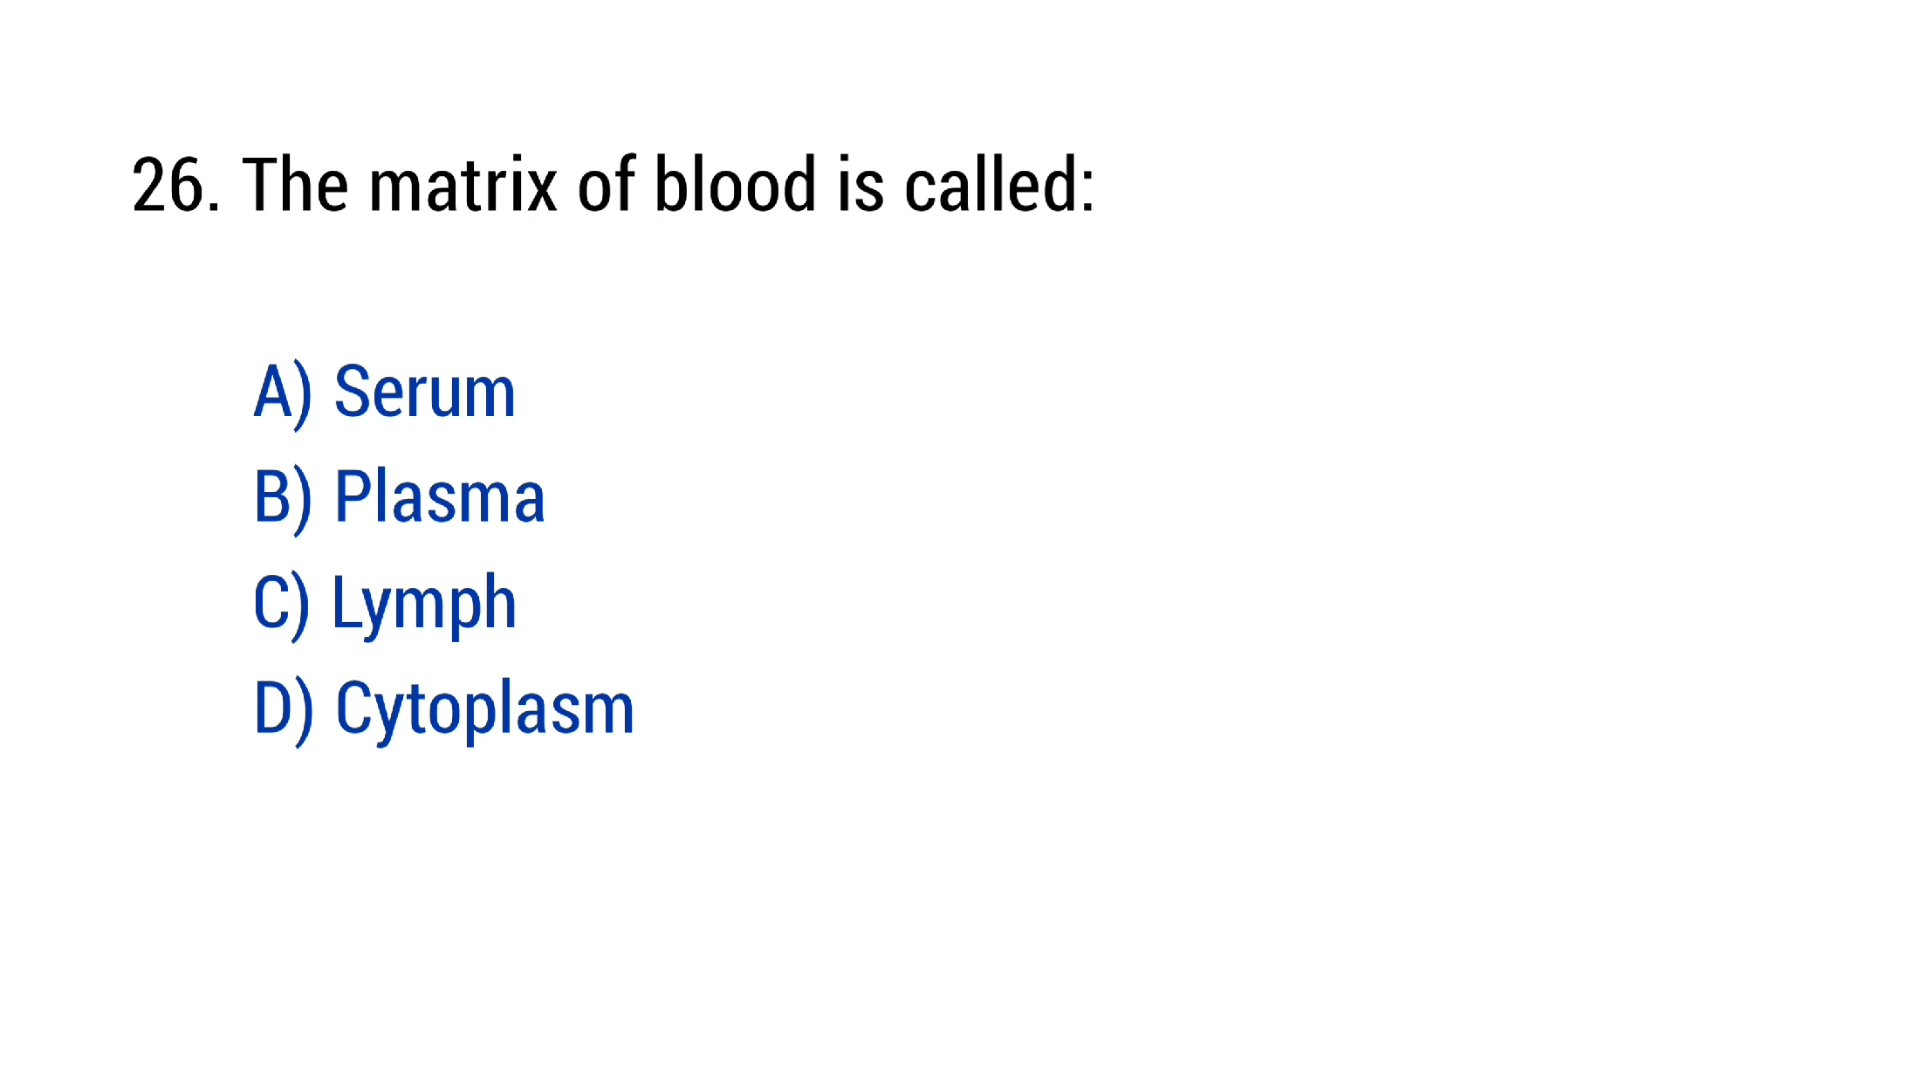 26. The matrix of blood is called:
A) Serum
B) Plasma
C) Lymph
D) Cytoplasm